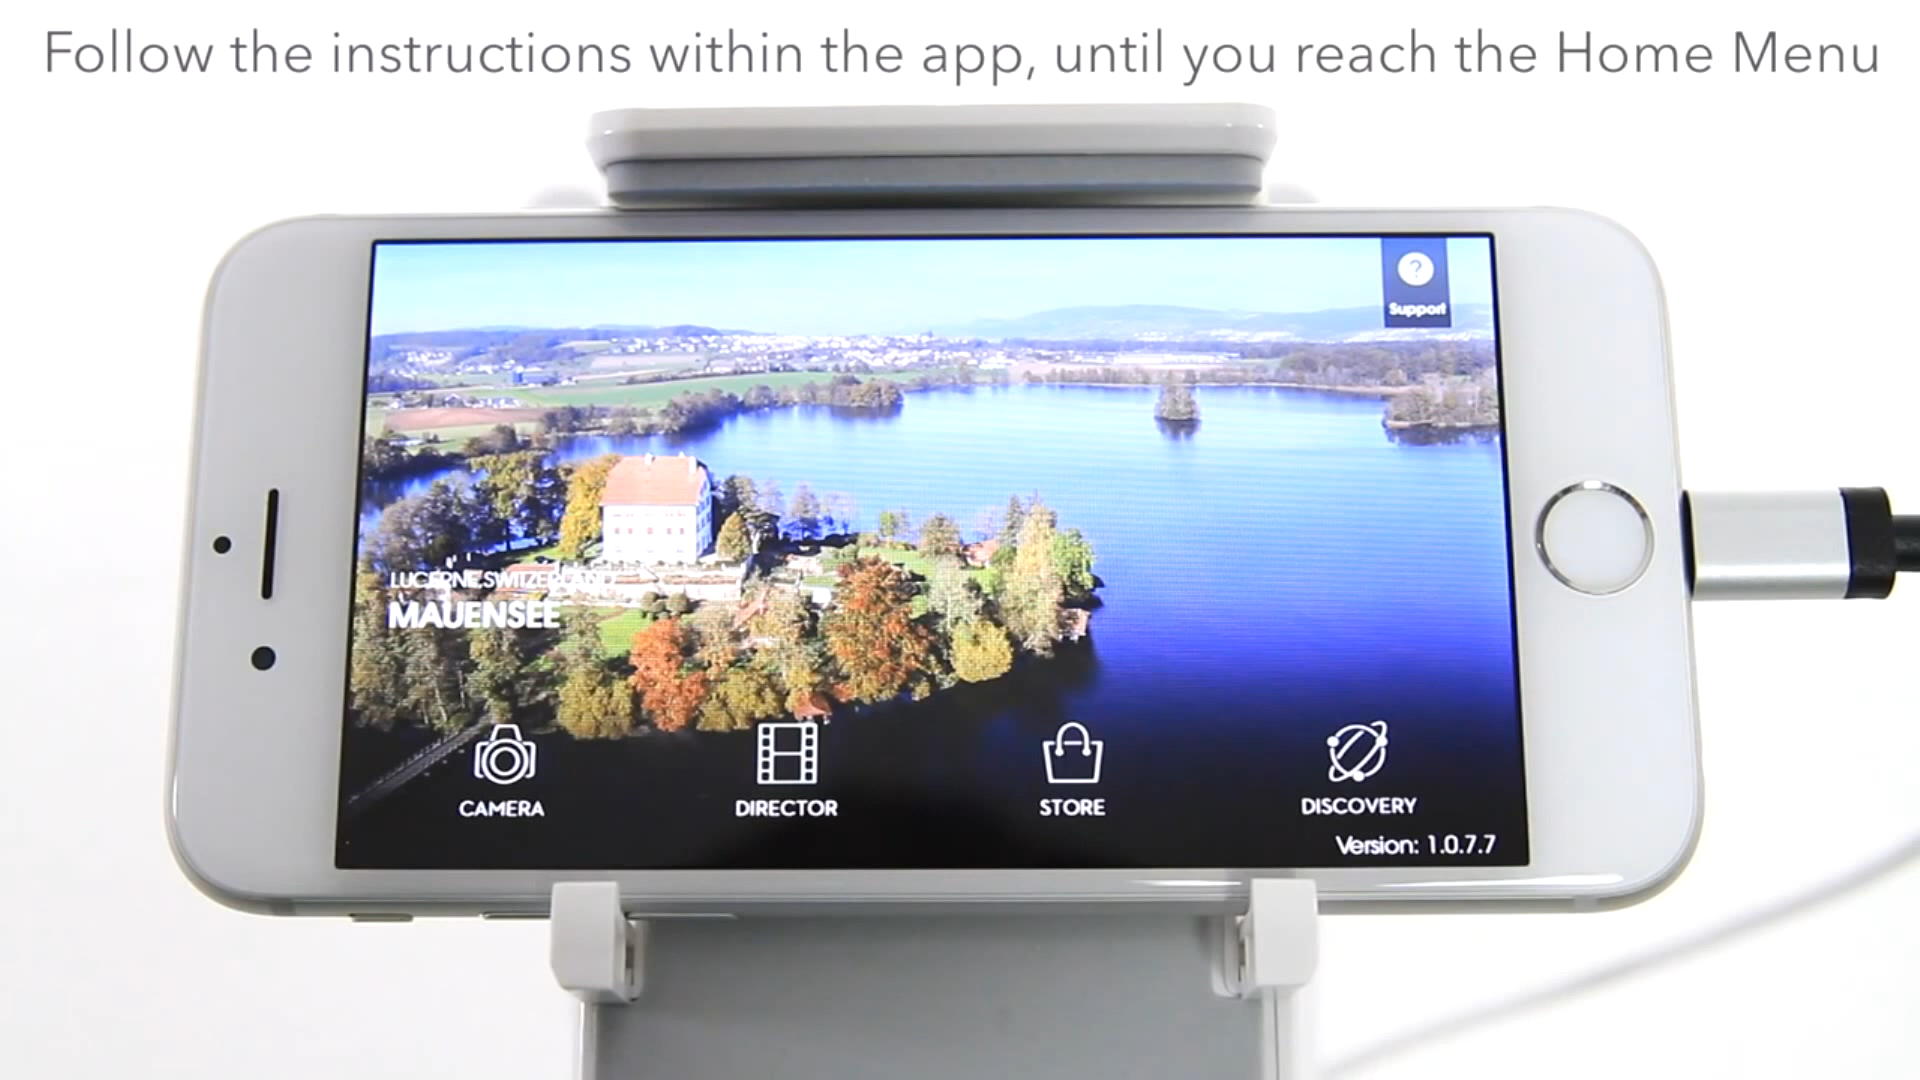 Follow the instructions within the app, until you reach the Home Menu
?
Support
LUCERNE, SWITZERLAND
MAUENSEE
CAMERA
DIRECTOR
STORE
DISCOVERY
Version: 1.0.7.7